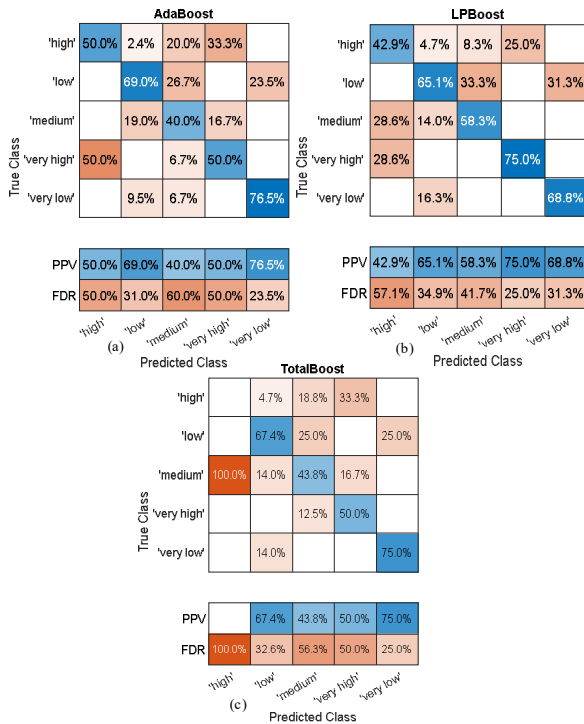 AdaBoost
'high' 50.0% 2.4% 20.0% 33.3%
'low' 69.0% 26.7% 23.5%
'medium' 19.0% 40.0% 16.7%
'very high' 50.0% 6.7% 50.0%
'very low' 9.5% 6.7% 76.5%
True Class
PPV 50.0% 69.0% 40.0% 50.0% 76.5%
FDR 50.0% 31.0% 60.0% 50.0% 23.5%
'high' 'low' 'medium' 'very high' 'very low'
(a)
Predicted Class
LPBoost
'high' 42.9% 4.7% 8.3% 25.0%
'low' 65.1% 33.3% 31.3%
'medium' 28.6% 14.0% 58.3%
'very high' 28.6% 75.0%
'very low' 16.3% 68.8%
True Class
PPV 42.9% 65.1% 58.3% 75.0% 68.8%
FDR 57.1% 34.9% 41.7% 25.0% 31.3%
'high' 'low' 'medium' 'very high' 'very low'
(b)
Predicted Class
TotalBoost
'high' 4.7% 18.8% 33.3%
'low' 67.4% 25.0% 25.0%
'medium' 100.0% 14.0% 43.8% 16.7%
'very high' 12.5% 50.0%
'very low' 14.0% 75.0%
True Class
PPV 67.4% 43.8% 50.0% 75.0%
FDR 100.0% 32.6% 56.3% 50.0% 25.0%
'high' 'low' 'medium' 'very high' 'very low'
(c)
Predicted Class